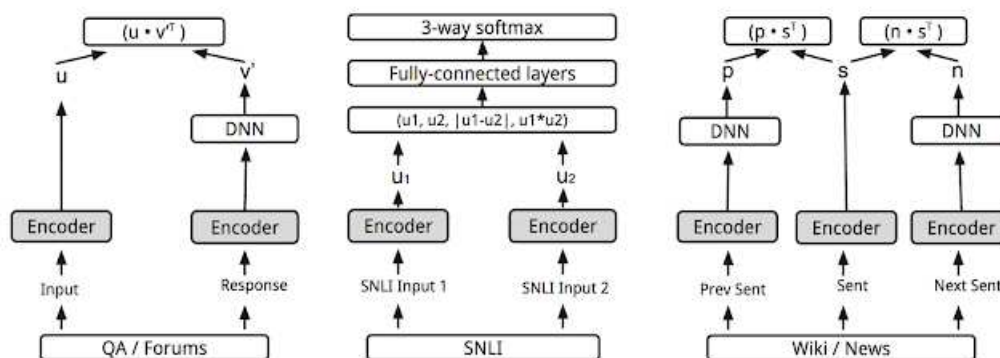 (u • v'ᵀ)
u
v'
DNN
Encoder
Encoder
Input
Response
QA / Forums
3-way softmax
Fully-connected layers
(u1, u2, |u1-u2|, u1*u2)
u₁
u₂
Encoder
Encoder
SNLI Input 1
SNLI Input 2
SNLI
(p • sᵀ)
(n • sᵀ)
p
s
n
DNN
DNN
Encoder
Encoder
Encoder
Prev Sent
Sent
Next Sent
Wiki / News